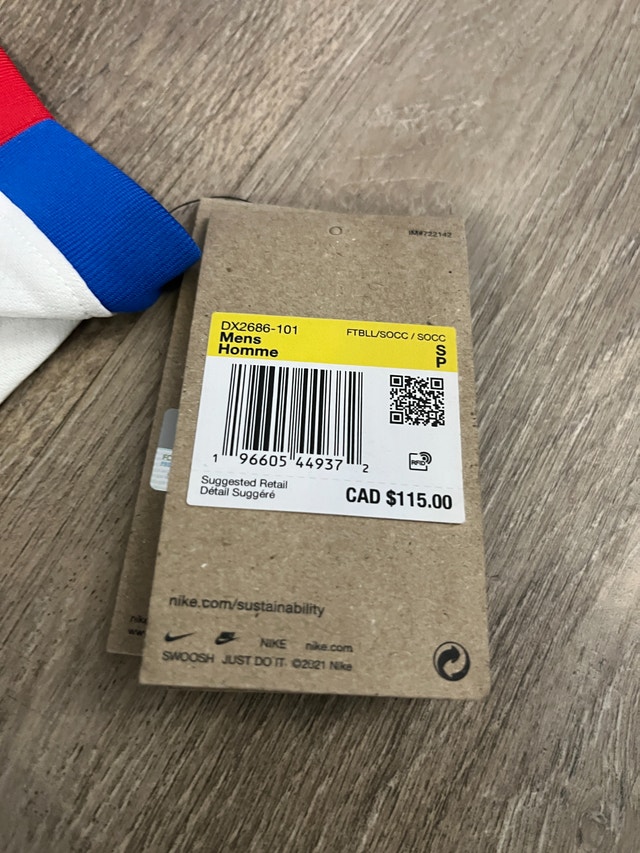 DX2686-101
FTBLL/SOCC / SOCC
Mens
Homme
S
P
1 96605 44937 2
RFID
Suggested Retail
Détail Suggéré
CAD $115.00
nike.com/sustainability
NIKE nike.com
SWOOSH JUST DO IT ©2021 Nike
FC